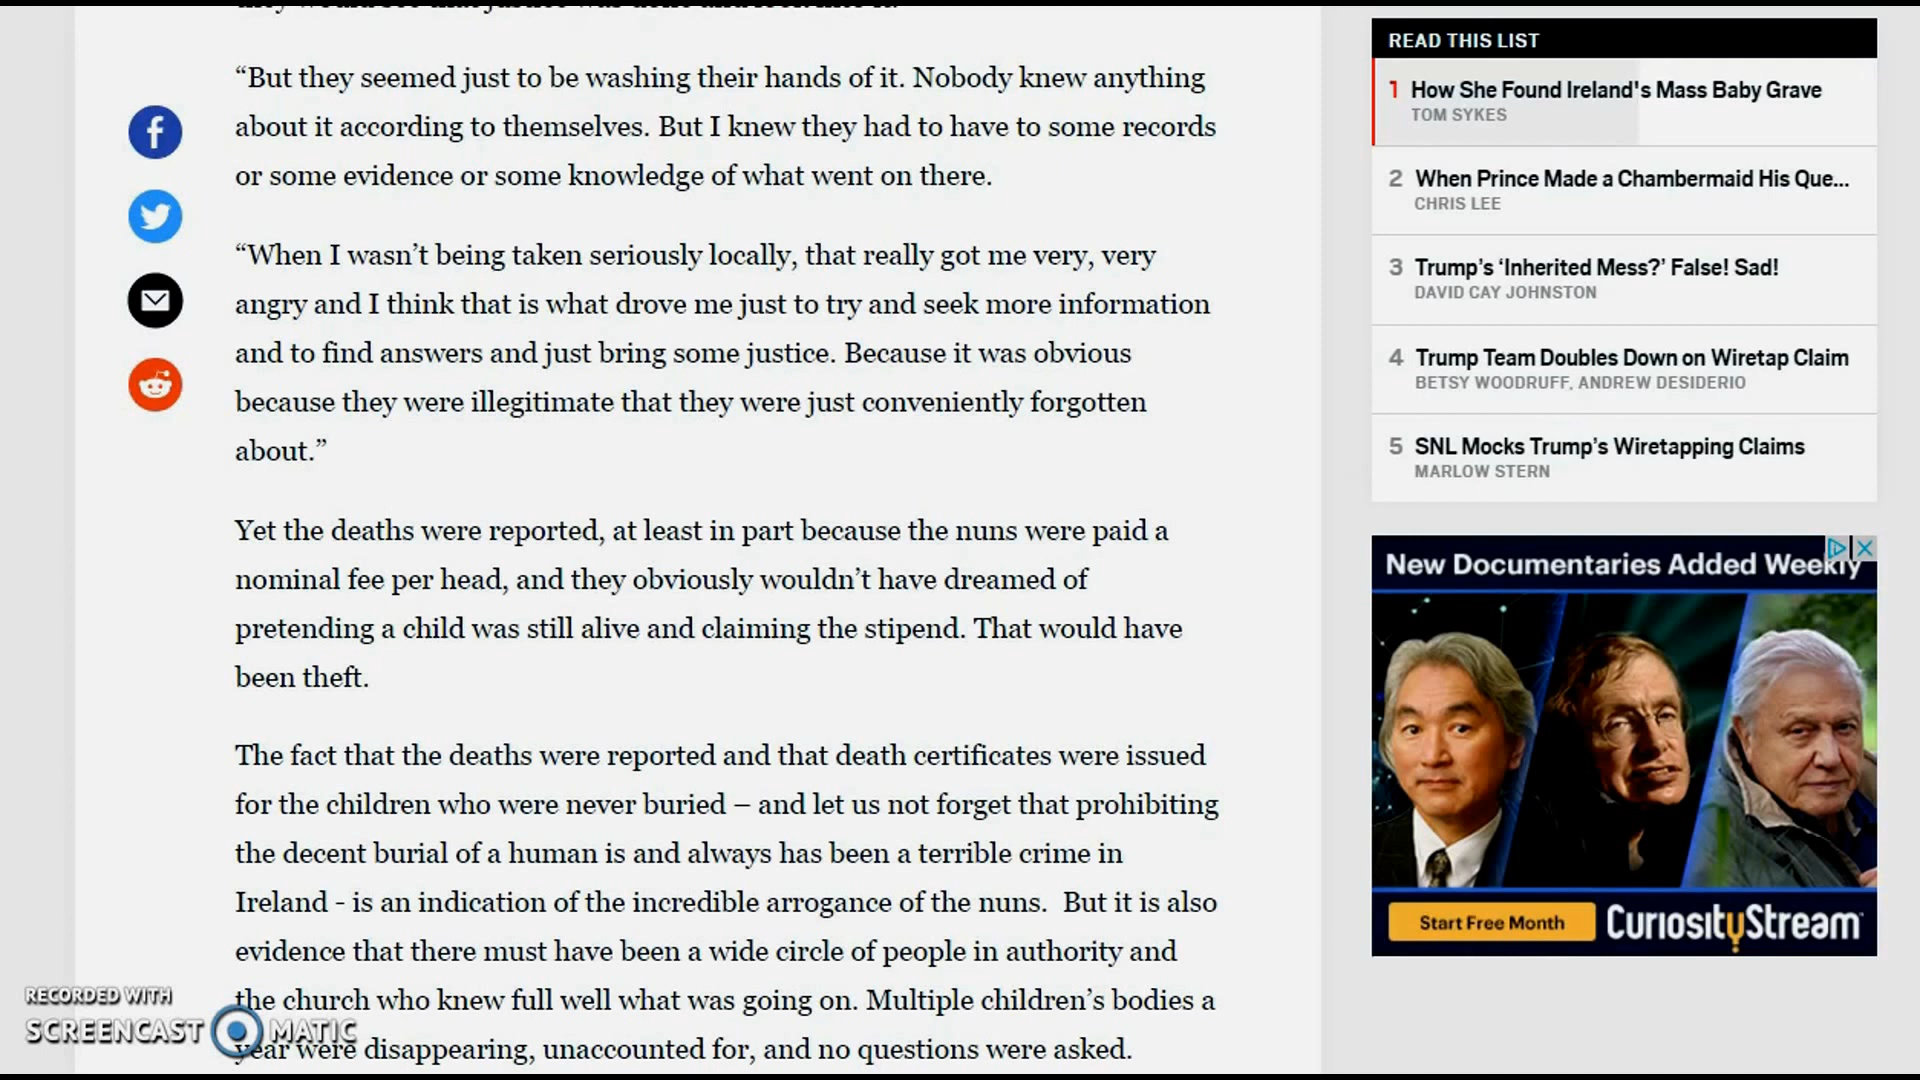 “But they seemed just to be washing their hands of it. Nobody knew anything
about it according to themselves. But I knew they had to have to some records
or some evidence or some knowledge of what went on there.
“When I wasn’t being taken seriously locally, that really got me very, very
angry and I think that is what drove me just to try and seek more information
and to find answers and just bring some justice. Because it was obvious
because they were illegitimate that they were just conveniently forgotten
about.”
Yet the deaths were reported, at least in part because the nuns were paid a
nominal fee per head, and they obviously wouldn’t have dreamed of
pretending a child was still alive and claiming the stipend. That would have
been theft.
The fact that the deaths were reported and that death certificates were issued
for the children who were never buried – and let us not forget that prohibiting
the decent burial of a human is and always has been a terrible crime in
Ireland - is an indication of the incredible arrogance of the nuns.  But it is also
evidence that there must have been a wide circle of people in authority and
the church who knew full well what was going on. Multiple children’s bodies a
year were disappearing, unaccounted for, and no questions were asked.
READ THIS LIST
1 How She Found Ireland's Mass Baby Grave
TOM SYKES
2 When Prince Made a Chambermaid His Que...
CHRIS LEE
3 Trump’s ‘Inherited Mess?’ False! Sad!
DAVID CAY JOHNSTON
4 Trump Team Doubles Down on Wiretap Claim
BETSY WOODRUFF, ANDREW DESIDERIO
5 SNL Mocks Trump’s Wiretapping Claims
MARLOW STERN
New Documentaries Added Weekly
Start Free Month CuriosityStream
RECORDED WITH
SCREENCAST MATIC